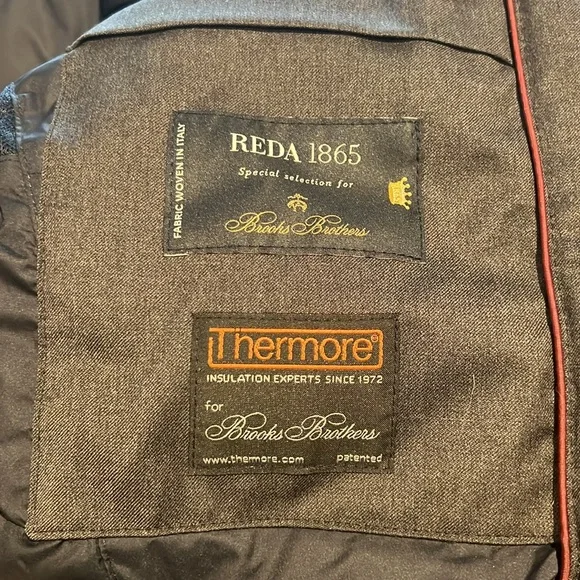 FABRIC WOVEN IN ITALY
REDA 1865
Special selection for
Brooks Brothers
Thermore®
INSULATION EXPERTS SINCE 1972
for
Brooks Brothers
www.thermore.com patented